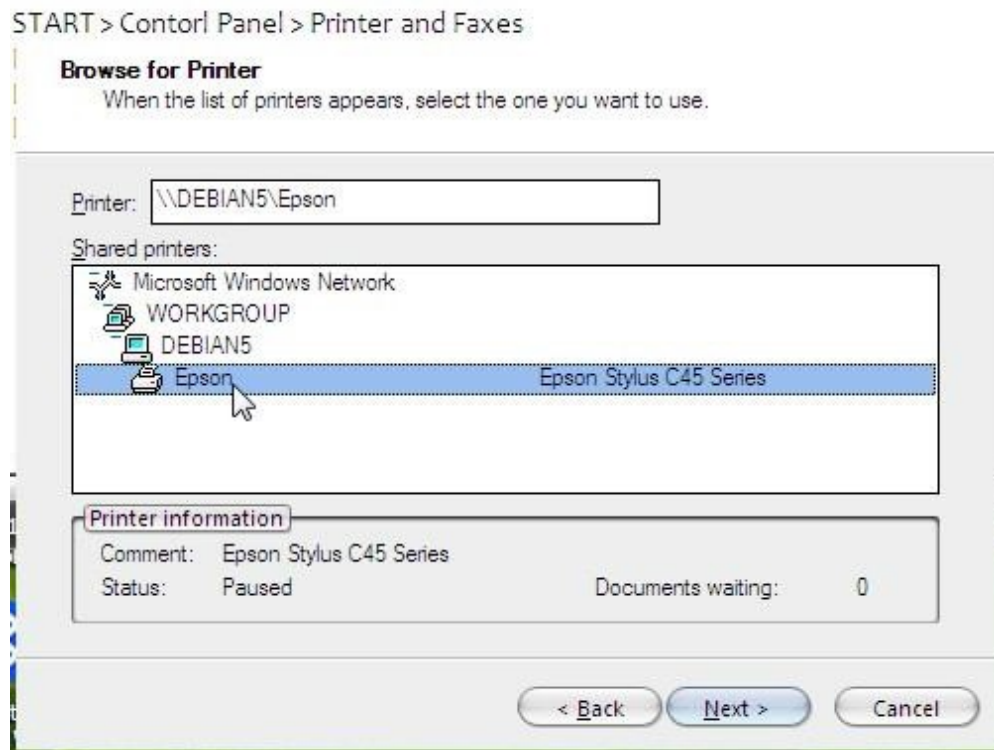 START > Contorl Panel > Printer and Faxes
Browse for Printer
When the list of printers appears, select the one you want to use.
Printer: \\DEBIAN5\Epson
Shared printers:
Microsoft Windows Network
WORKGROUP
DEBIAN5
Epson Epson Stylus C45 Series
Printer information
Comment: Epson Stylus C45 Series
Status: Paused Documents waiting: 0
< Back Next > Cancel